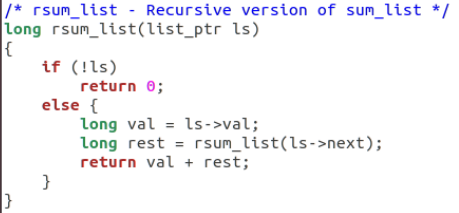 /* rsum_list - Recursive version of sum_list */
long rsum_list(list_ptr ls)
{
    if (!ls)
        return 0;
    else {
        long val = ls->val;
        long rest = rsum_list(ls->next);
        return val + rest;
    }
}